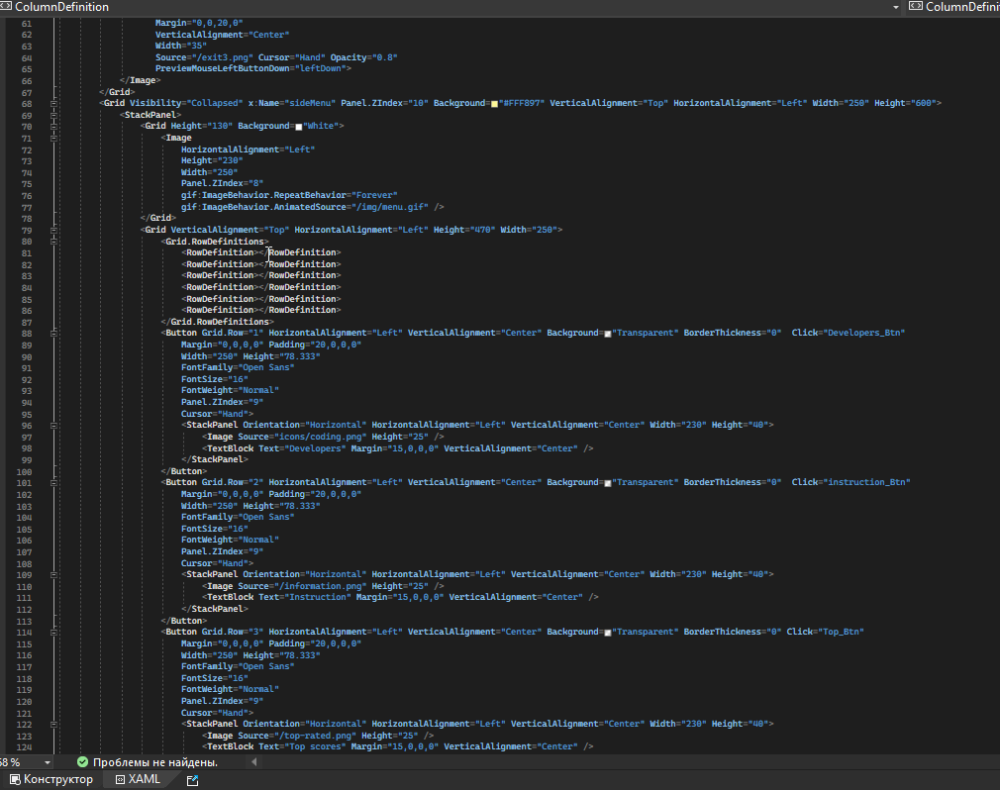 ColumnDefinition
ColumnDefini
61 Margin="0,0,20,0"
62 VerticalAlignment="Center"
63 Width="35"
64 Source="/exit3.png" Cursor="Hand" Opacity="0.8"
65 PreviewMouseLeftButtonDown="leftDown">
66 </Image>
67 </Grid>
68 <Grid Visibility="Collapsed" x:Name="sideMenu" Panel.ZIndex="10" Background="#FFF897" VerticalAlignment="Top" HorizontalAlignment="Left" Width="250" Height="600">
69 <StackPanel>
70 <Grid Height="130" Background="White">
71 <Image
72 HorizontalAlignment="Left"
73 Height="230"
74 Width="250"
75 Panel.ZIndex="8"
76 gif:ImageBehavior.RepeatBehavior="Forever"
77 gif:ImageBehavior.AnimatedSource="/img/menu.gif" />
78 </Grid>
79 <Grid VerticalAlignment="Top" HorizontalAlignment="Left" Height="470" Width="250">
80 <Grid.RowDefinitions>
81 <RowDefinition></RowDefinition>
82 <RowDefinition></RowDefinition>
83 <RowDefinition></RowDefinition>
84 <RowDefinition></RowDefinition>
85 <RowDefinition></RowDefinition>
86 <RowDefinition></RowDefinition>
87 </Grid.RowDefinitions>
88 <Button Grid.Row="1" HorizontalAlignment="Left" VerticalAlignment="Center" Background="Transparent" BorderThickness="0"  Click="Developers_Btn"
89 Margin="0,0,0,0" Padding="20,0,0,0"
90 Width="250" Height="78.333"
91 FontFamily="Open Sans"
92 FontSize="16"
93 FontWeight="Normal"
94 Panel.ZIndex="9"
95 Cursor="Hand">
96 <StackPanel Orientation="Horizontal" HorizontalAlignment="Left" VerticalAlignment="Center" Width="230" Height="40">
97 <Image Source="icons/coding.png" Height="25" />
98 <TextBlock Text="Developers" Margin="15,0,0,0" VerticalAlignment="Center" />
99 </StackPanel>
100 </Button>
101 <Button Grid.Row="2" HorizontalAlignment="Left" VerticalAlignment="Center" Background="Transparent" BorderThickness="0"  Click="instruction_Btn"
102 Margin="0,0,0,0" Padding="20,0,0,0"
103 Width="250" Height="78.333"
104 FontFamily="Open Sans"
105 FontSize="16"
106 FontWeight="Normal"
107 Panel.ZIndex="9"
108 Cursor="Hand">
109 <StackPanel Orientation="Horizontal" HorizontalAlignment="Left" VerticalAlignment="Center" Width="230" Height="40">
110 <Image Source="/information.png" Height="25" />
111 <TextBlock Text="Instruction" Margin="15,0,0,0" VerticalAlignment="Center" />
112 </StackPanel>
113 </Button>
114 <Button Grid.Row="3" HorizontalAlignment="Left" VerticalAlignment="Center" Background="Transparent" BorderThickness="0" Click="Top_Btn"
115 Margin="0,0,0,0" Padding="20,0,0,0"
116 Width="250" Height="78.333"
117 FontFamily="Open Sans"
118 FontSize="16"
119 FontWeight="Normal"
120 Panel.ZIndex="9"
121 Cursor="Hand">
122 <StackPanel Orientation="Horizontal" HorizontalAlignment="Left" VerticalAlignment="Center" Width="230" Height="40">
123 <Image Source="/top-rated.png" Height="25" />
124 <TextBlock Text="Top scores" Margin="15,0,0,0" VerticalAlignment="Center" />
68 % Проблемы не найдены.
Конструктор XAML